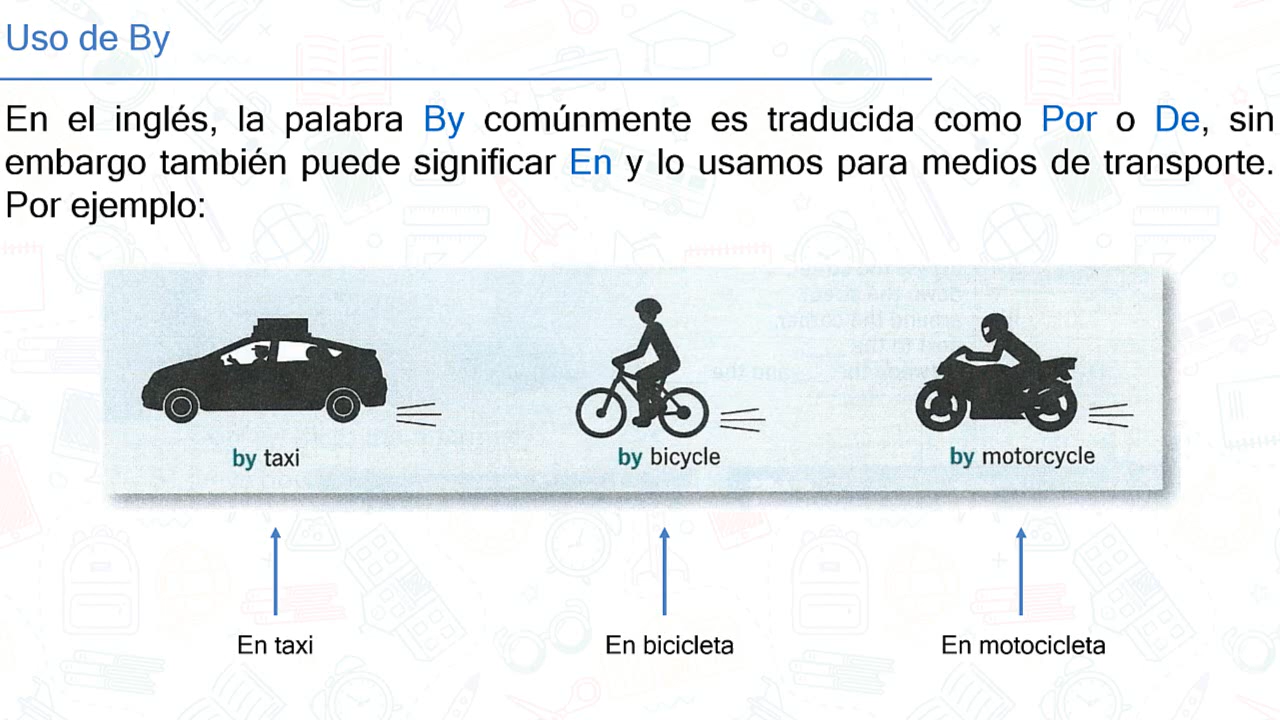 Uso de By
En el inglés, la palabra By comúnmente es traducida como Por o De, sin
embargo también puede significar En y lo usamos para medios de transporte.
Por ejemplo:
by taxi
by bicycle
by motorcycle
En taxi
En bicicleta
En motocicleta